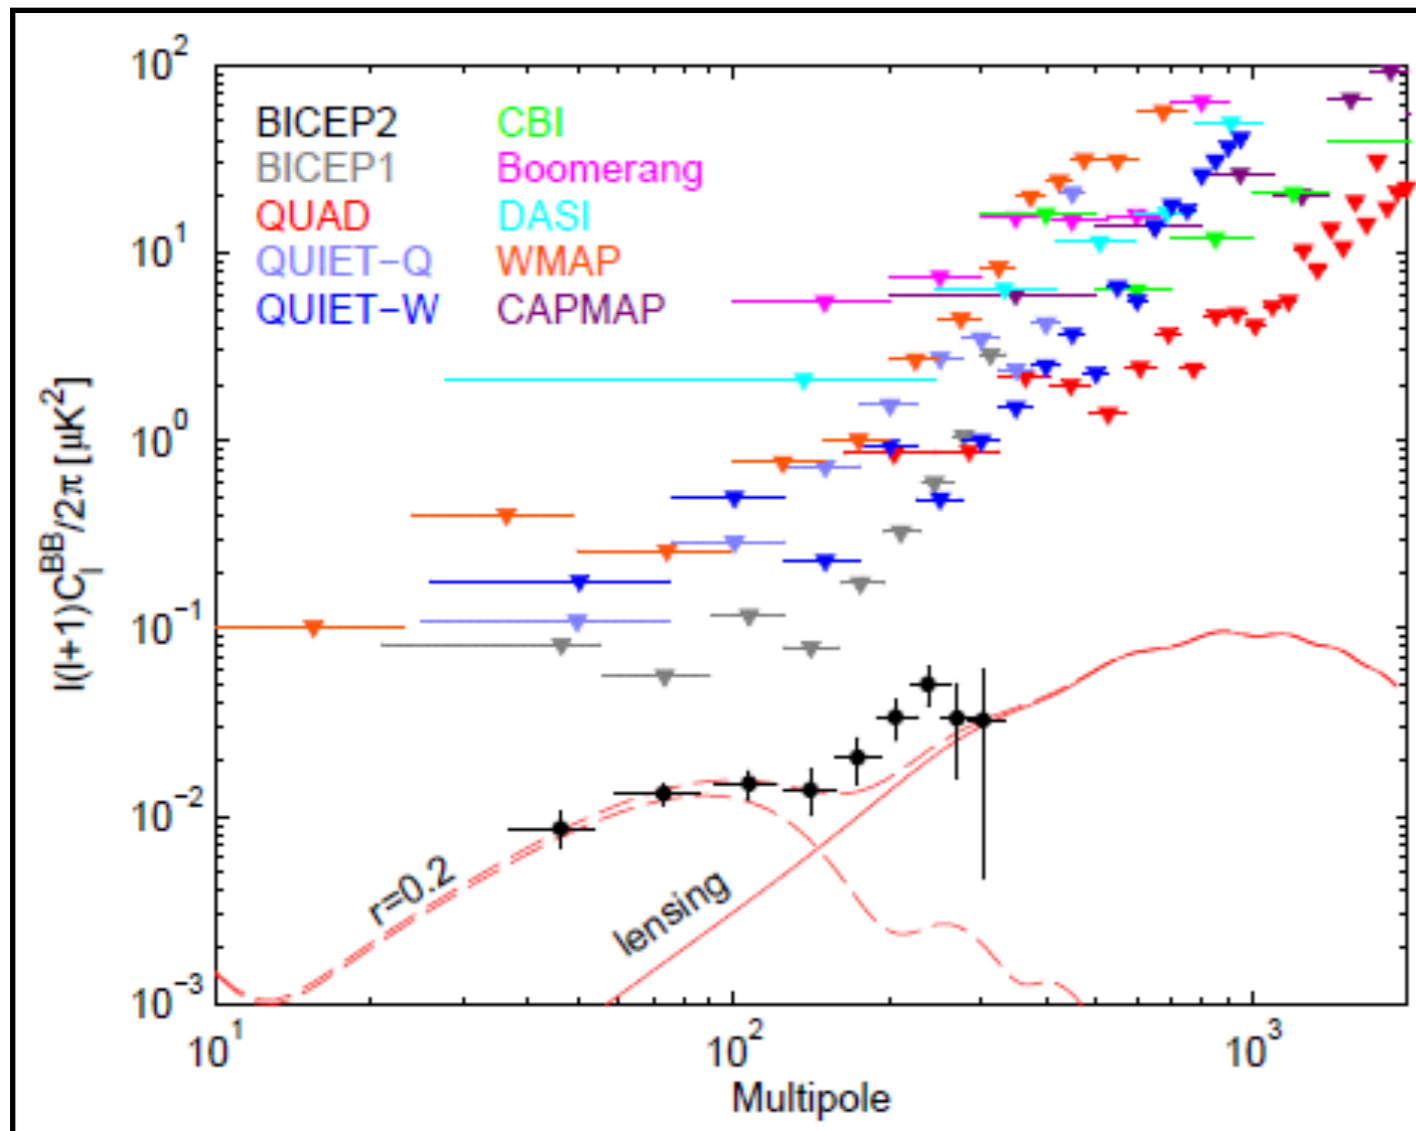 10²
10¹
10⁰
10⁻¹
10⁻²
10⁻³
l(l+1)C_l^BB/2π [μK²]
BICEP2
BICEP1
QUAD
QUIET−Q
QUIET−W
CBI
Boomerang
DASI
WMAP
CAPMAP
r=0.2
lensing
10¹
10²
10³
Multipole